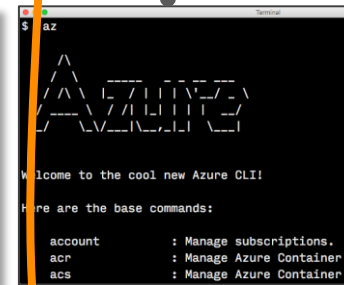 Terminal
$ az
Azure
Welcome to the cool new Azure CLI!
Here are the base commands:
account : Manage subscriptions.
acr : Manage Azure Container
acs : Manage Azure Container